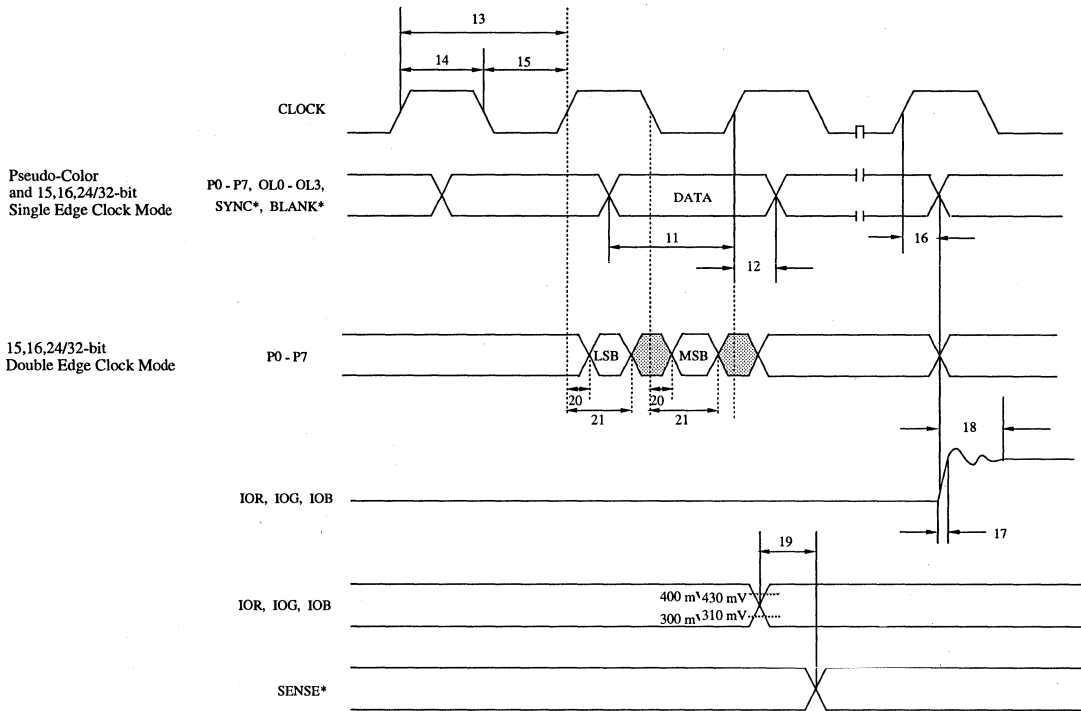 13
14 15
CLOCK
Pseudo-Color
and 15,16,24/32-bit
Single Edge Clock Mode
P0 - P7, OL0 - OL3,
SYNC*, BLANK*
DATA
11
12
16
15,16,24/32-bit
Double Edge Clock Mode
P0 - P7
LSB MSB
20 20
21 21
18
IOR, IOG, IOB
17
19
IOR, IOG, IOB
400 m 430 mV
300 m 310 mV
SENSE*